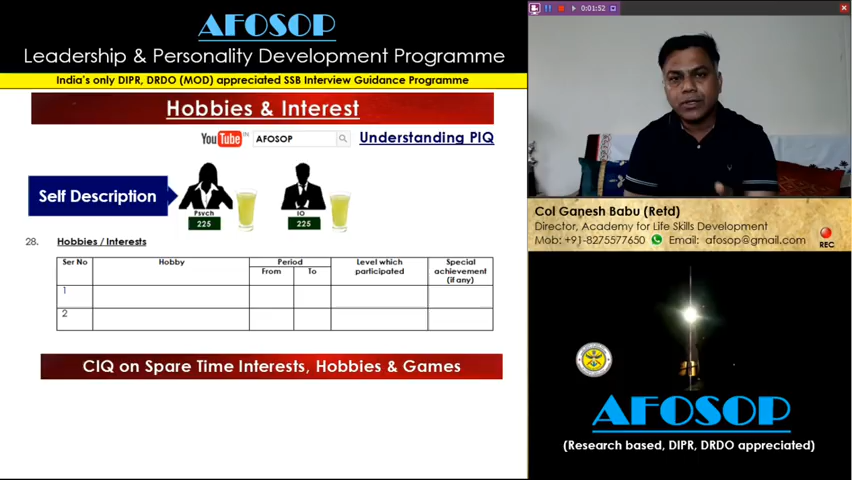 AFOSOP
Leadership & Personality Development Programme
India's only DIPR, DRDO (MOD) appreciated SSB Interview Guidance Programme
Hobbies & Interest
YouTube IN AFOSOP Understanding PIQ
Self Description
Psych IO
225 225
28. Hobbies / Interests
Ser No Hobby Period From To Level which participated Special achievement (if any)
1
2
CIQ on Spare Time Interests, Hobbies & Games
0:01:52
Col Ganesh Babu (Retd)
Director, Academy for Life Skills Development
Mob: +91-8275577650 Email: afosop@gmail.com
REC
AFOSOP
(Research based, DIPR, DRDO appreciated)